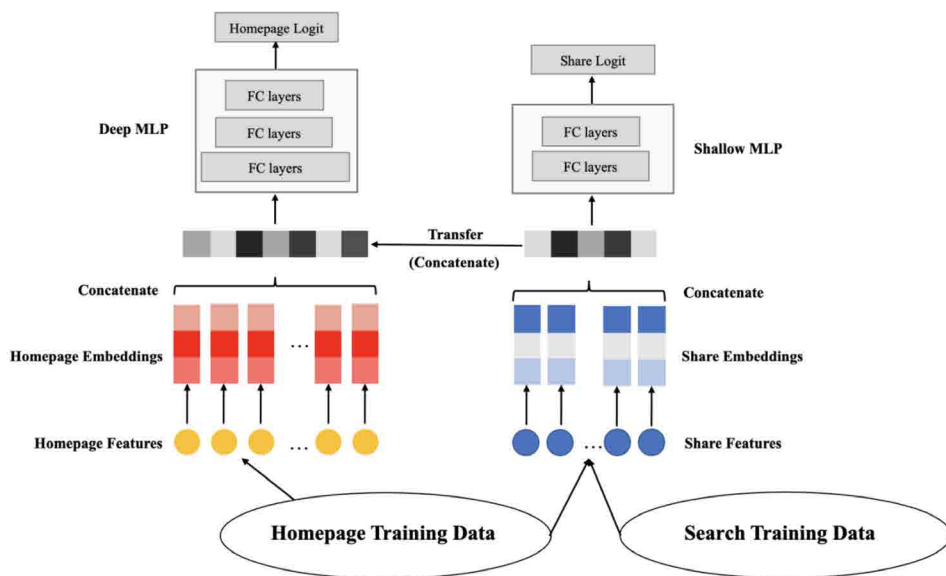 Homepage Logit
Share Logit
FC layers
FC layers
FC layers
Deep MLP
FC layers
FC layers
Shallow MLP
Transfer
(Concatenate)
Concatenate
Concatenate
Homepage Embeddings
...
Share Embeddings
Homepage Features
...
...
Share Features
Homepage Training Data
Search Training Data